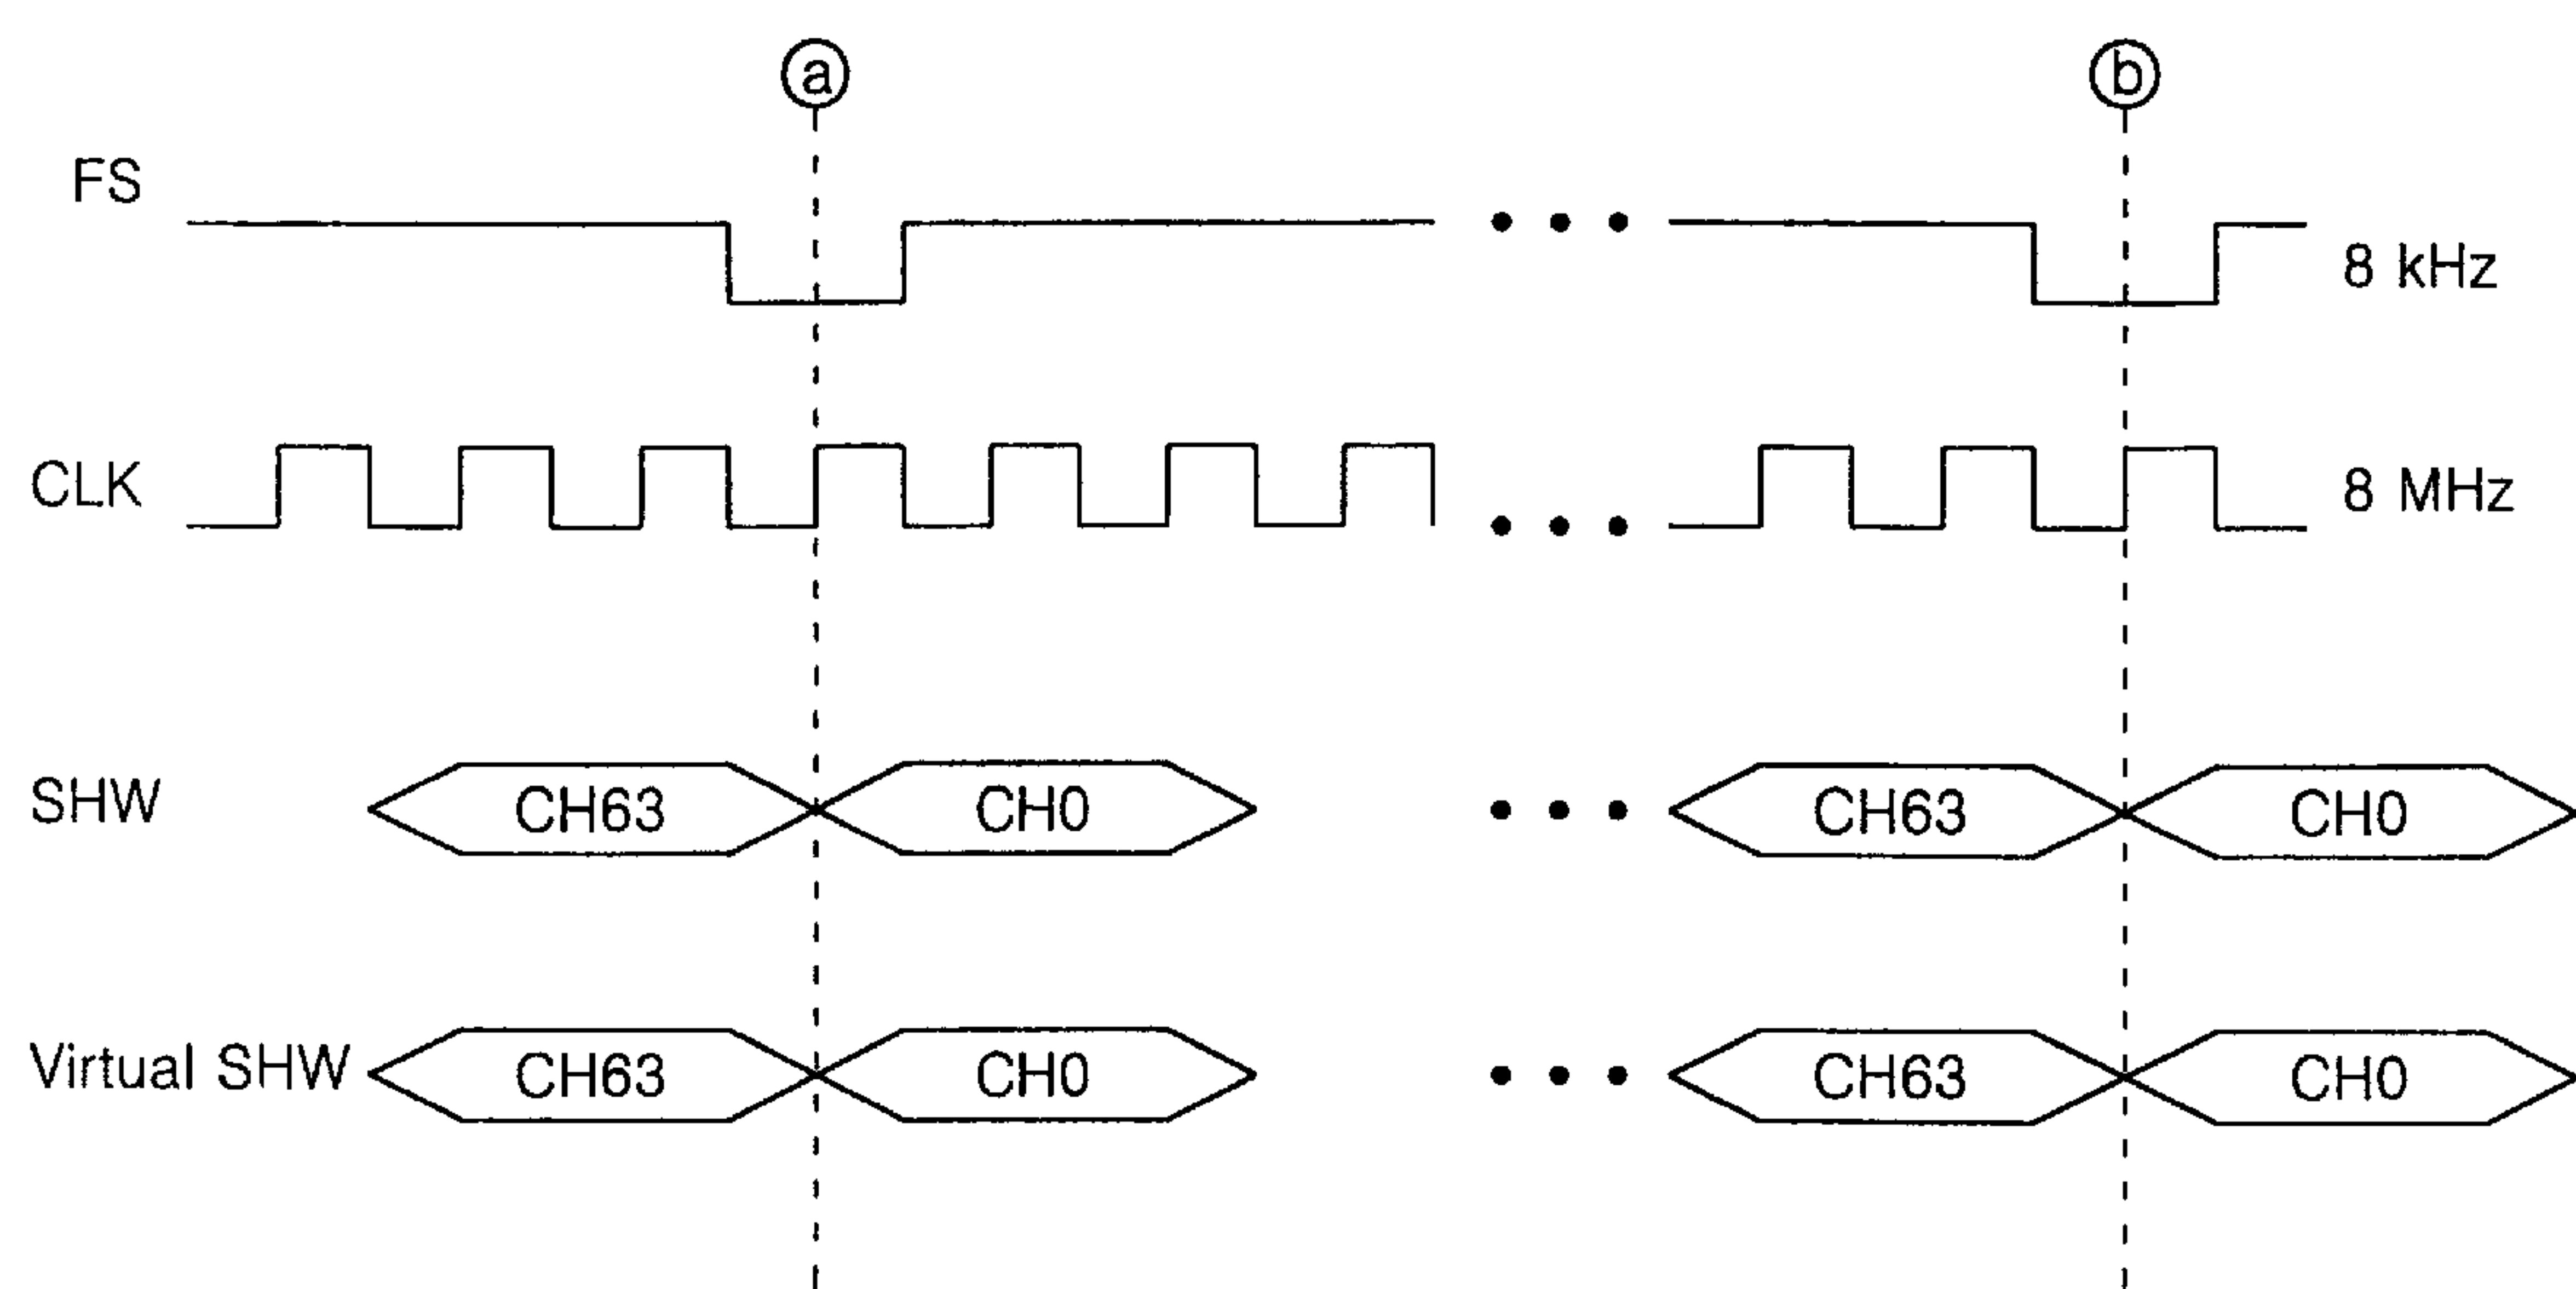 a b
FS 8 kHz
CLK 8 MHz
SHW CH63 CH0 CH63 CH0
Virtual SHW CH63 CH0 CH63 CH0